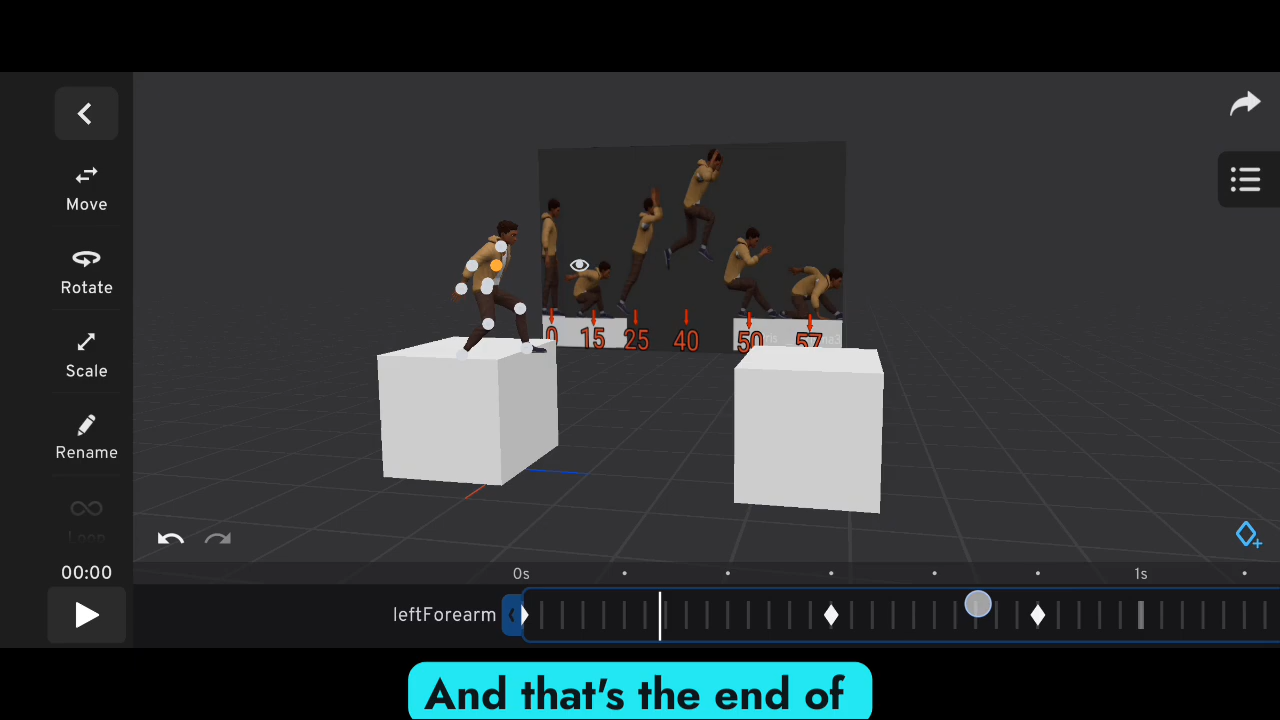 Move
Rotate
Scale
Rename
Loop
00:00
0 15 25 40 50 57
0s
1s
leftForearm
And that's the end of